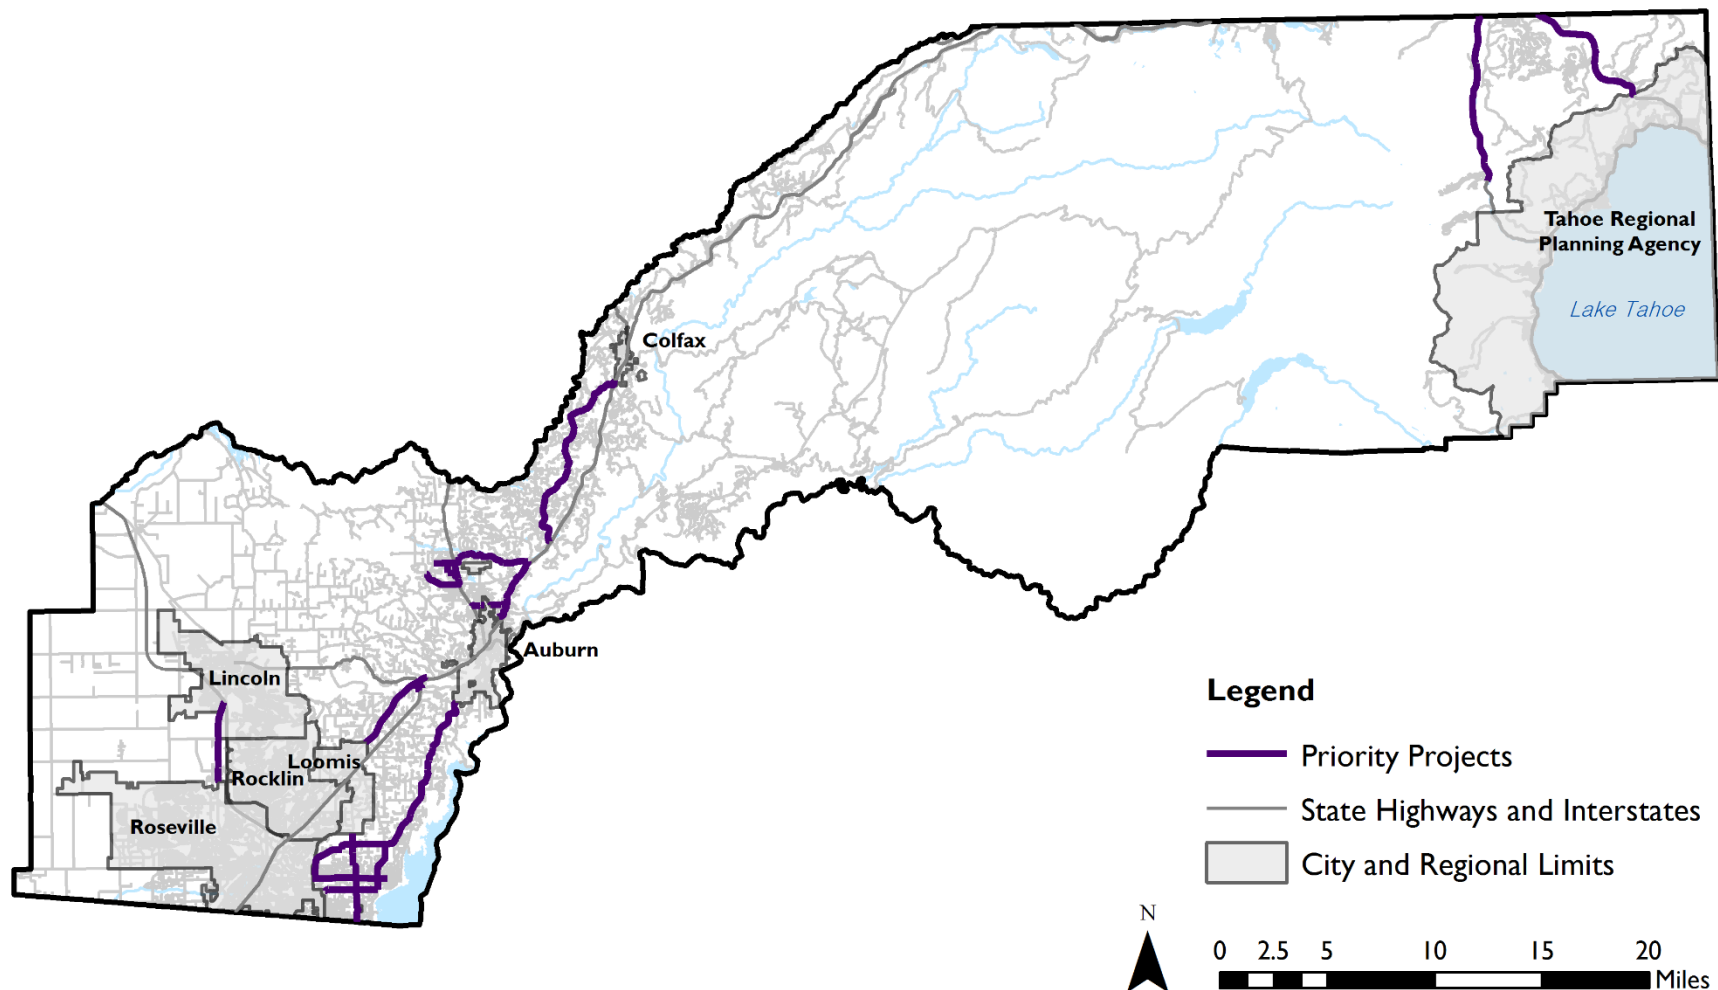 Tahoe Regional
Planning Agency
Lake Tahoe
Colfax
Auburn
Lincoln
Loomis
Rocklin
Roseville
Legend
Priority Projects
State Highways and Interstates
City and Regional Limits
N
0 2.5 5 10 15 20
Miles